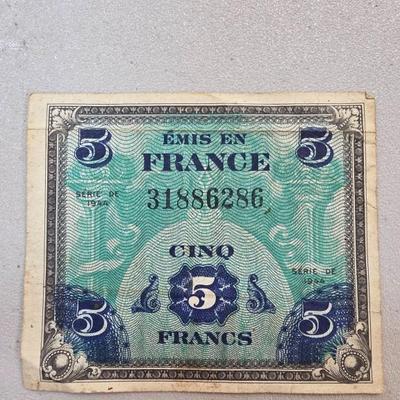 5 ÉMIS EN 5
FRANCE
SÉRIE DE
1944
31886286
CINQ
SÉRIE DE
1944
5
5 FRANCS 5